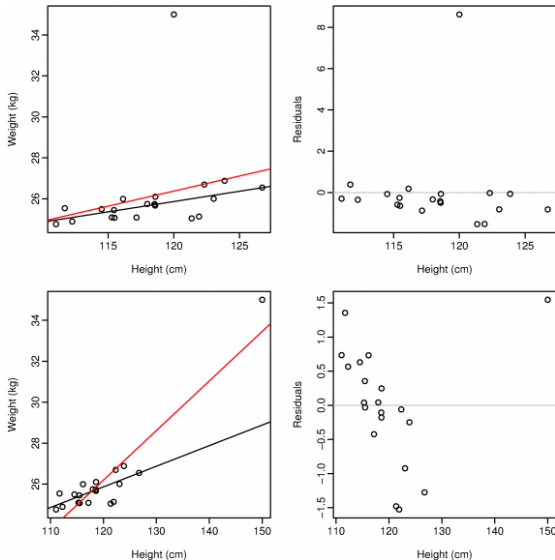 Weight (kg)
26 28 30 32 34
115 120 125
Height (cm)
Residuals
0 2 4 6 8
115 120 125
Height (cm)
Weight (kg)
26 28 30 32 34
110 120 130 140 150
Height (cm)
Residuals
−1.5 −1.0 −0.5 0.0 0.5 1.0 1.5
110 120 130 140 150
Height (cm)